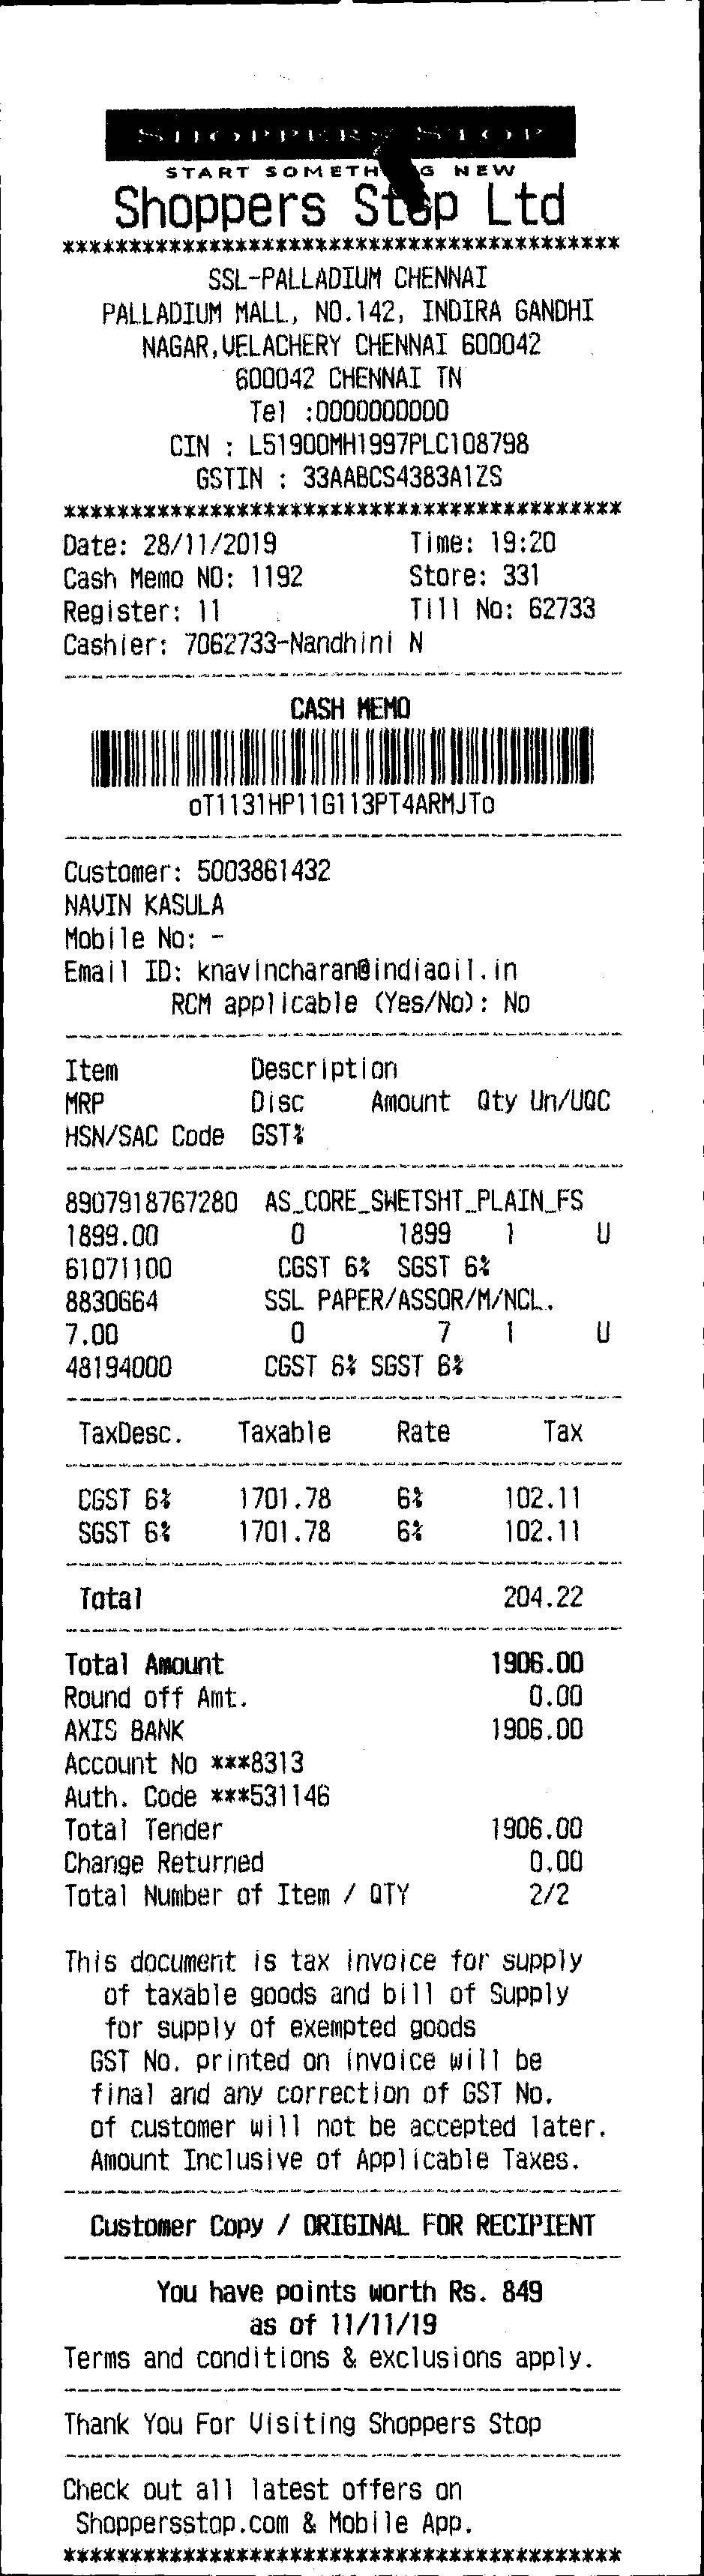 SHOPPERS STOP
START SOMETHING NEW
Shoppers Stop Ltd
******************************************
SSL-PALLADIUM CHENNAI
PALLADIUM MALL, NO.142, INDIRA GANDHI
NAGAR,VELACHERY CHENNAI 600042
600042 CHENNAI TN
Tel :0000000000
CIN : L51900MH1997PLC108798
GSTIN : 33AABCS4383A1ZS
******************************************
Date: 28/11/2019 Time: 19:20
Cash Memo NO: 1192 Store: 331
Register: 11 Till No: 62733
Cashier: 7062733-Nandhini N
------------------------------------------
CASH MEMO
oT1131HP11G113PT4ARMJTo
------------------------------------------
Customer: 5003861432
NAVIN KASULA
Mobile No: -
Email ID: knavincharan@indiaoil.in
RCM applicable (Yes/No): No
------------------------------------------
Item Description
MRP Disc Amount Qty Un/UQC
HSN/SAC Code GST%
------------------------------------------
8907918767280 AS_CORE_SWETSHT_PLAIN_FS
1899.00 0 1899 1 U
61071100 CGST 6% SGST 6%
8830664 SSL PAPER/ASSOR/M/NCL.
7.00 0 7 1 U
48194000 CGST 6% SGST 6%
------------------------------------------
TaxDesc. Taxable Rate Tax
------------------------------------------
CGST 6% 1701.78 6% 102.11
SGST 6% 1701.78 6% 102.11
------------------------------------------
Total 204.22
------------------------------------------
Total Amount 1906.00
Round off Amt. 0.00
AXIS BANK 1906.00
Account No ***8313
Auth. Code ***531146
Total Tender 1906.00
Change Returned 0.00
Total Number of Item / QTY 2/2
This document is tax invoice for supply
of taxable goods and bill of Supply
for supply of exempted goods
GST No. printed on invoice will be
final and any correction of GST No.
of customer will not be accepted later.
Amount Inclusive of Applicable Taxes.
------------------------------------------
Customer Copy / ORIGINAL FOR RECIPIENT
------------------------------------------
You have points worth Rs. 849
as of 11/11/19
Terms and conditions & exclusions apply.
------------------------------------------
Thank You For Visiting Shoppers Stop
------------------------------------------
Check out all latest offers on
Shoppersstop.com & Mobile App.
******************************************